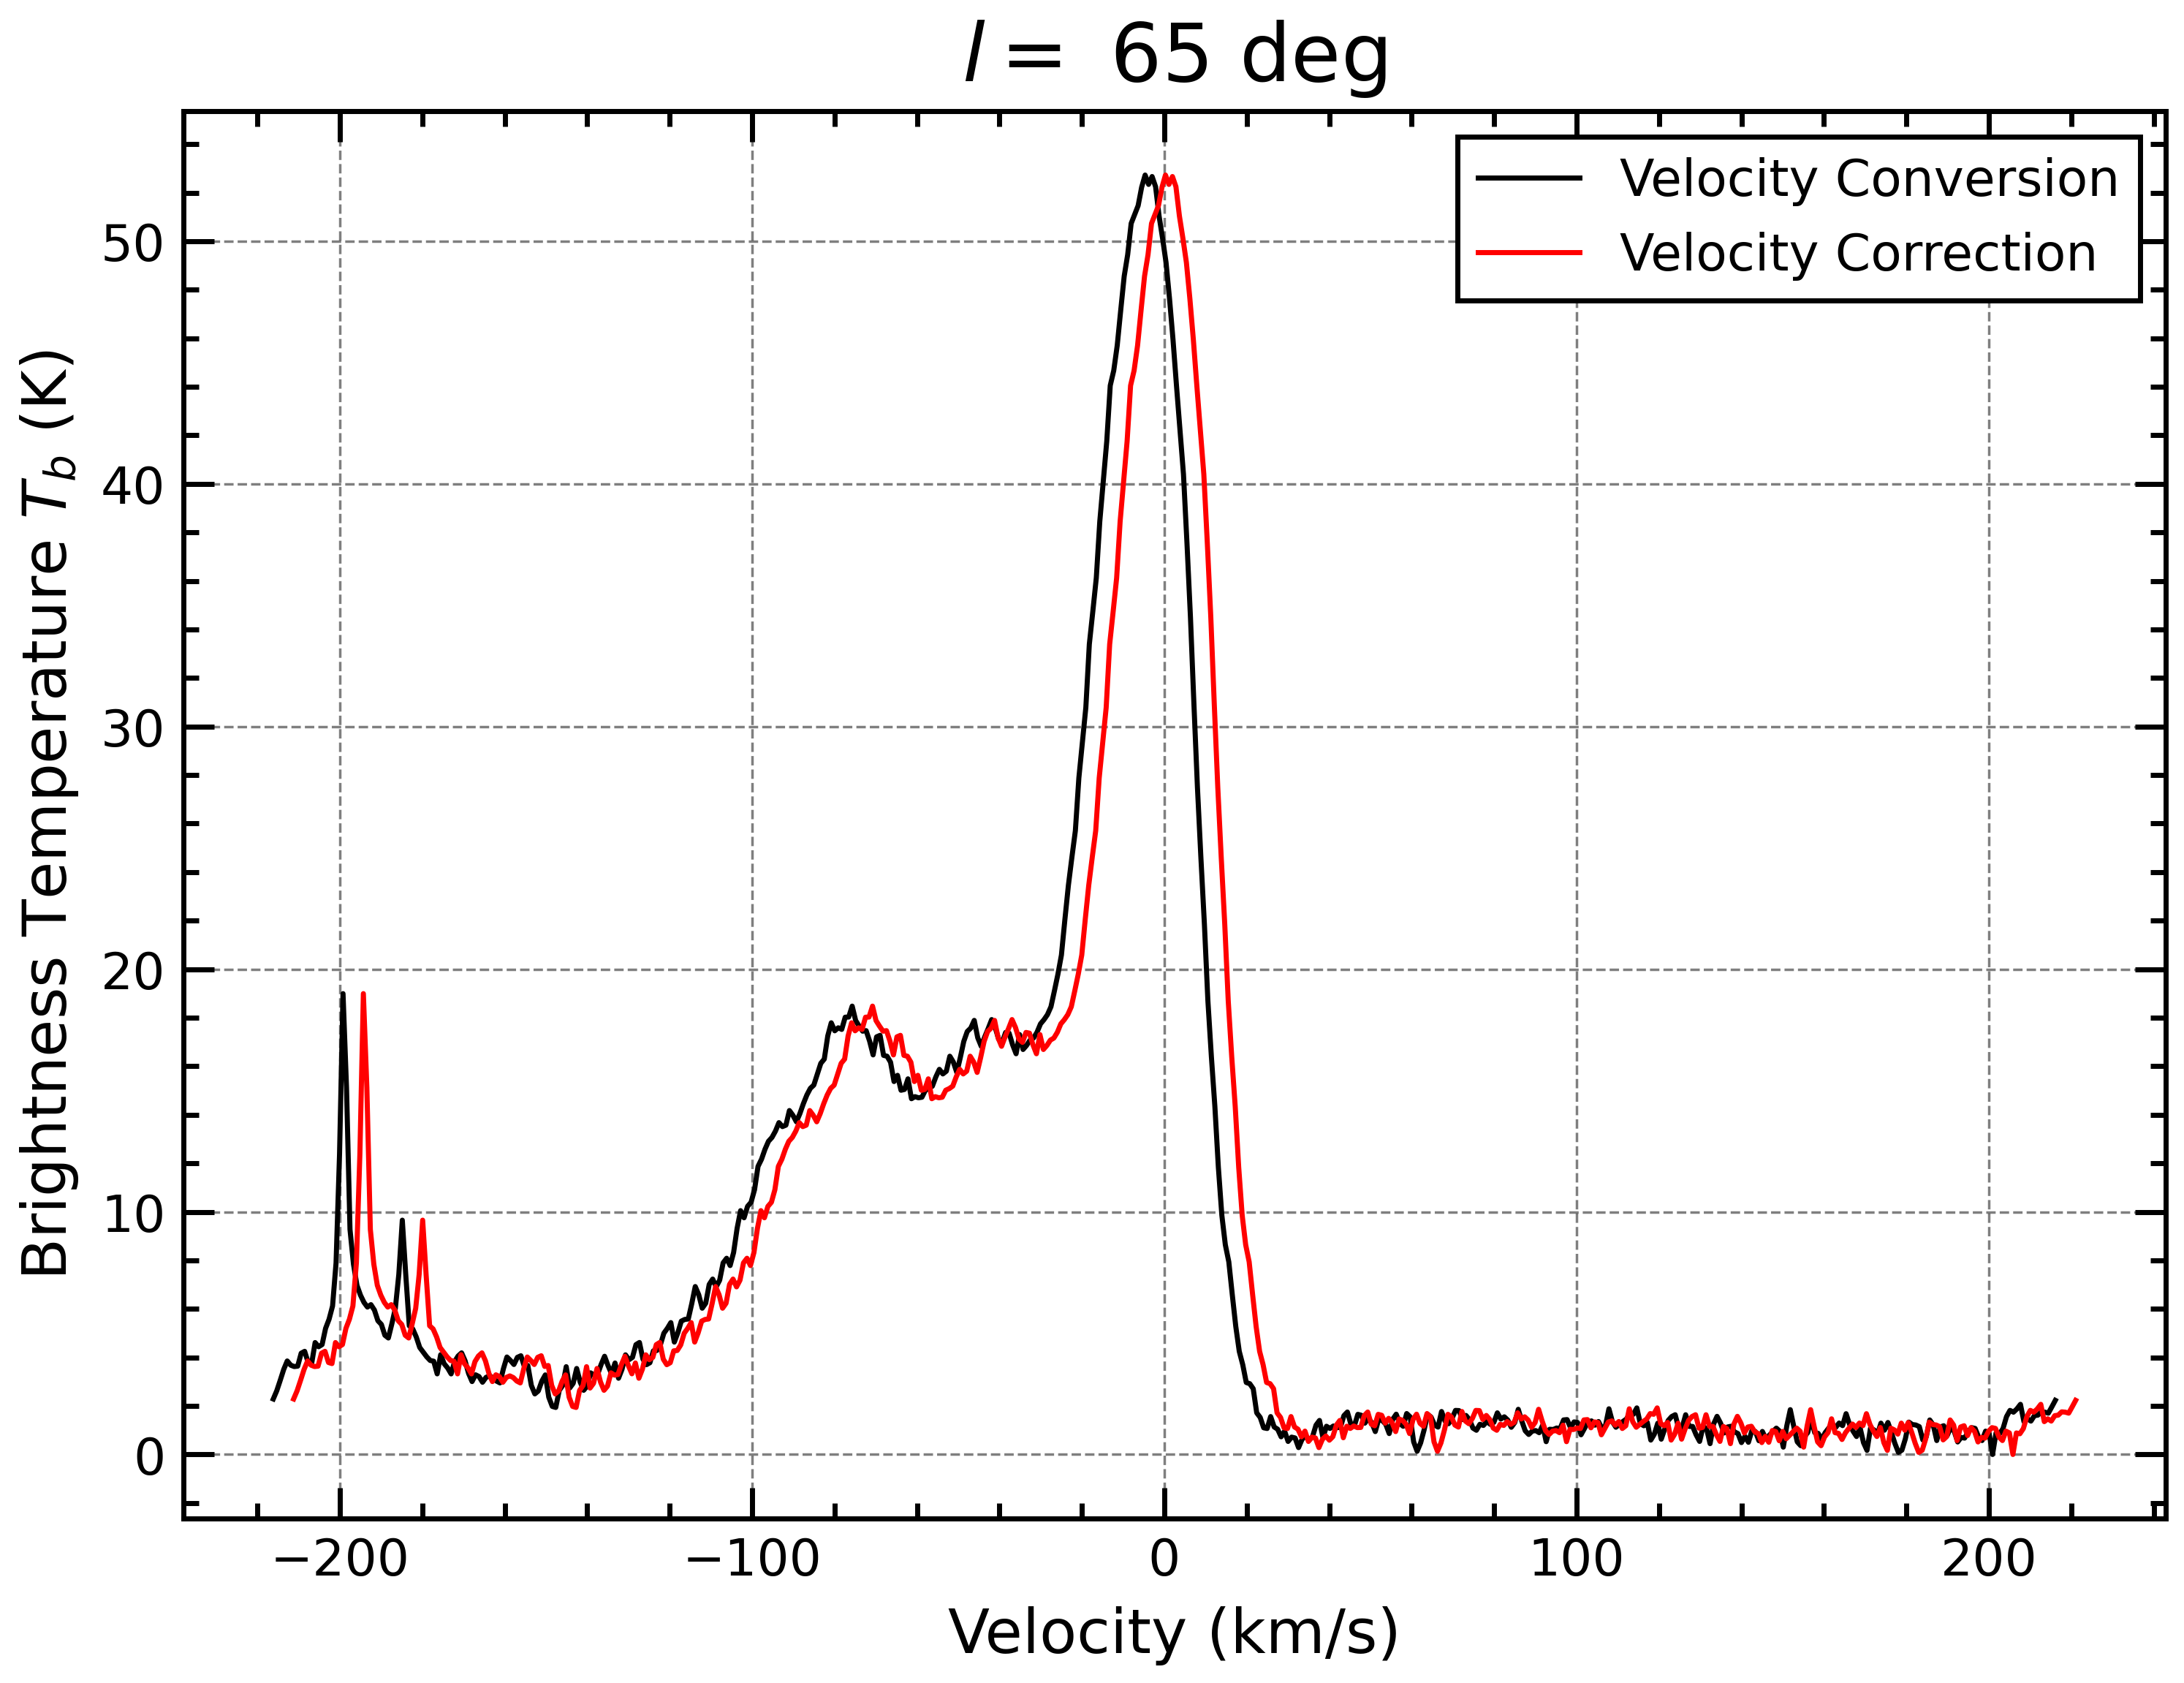 l = 65 deg
Velocity Conversion
Velocity Correction
Brightness Temperature T_b (K)
50
40
30
20
10
0
−200 −100 0 100 200
Velocity (km/s)